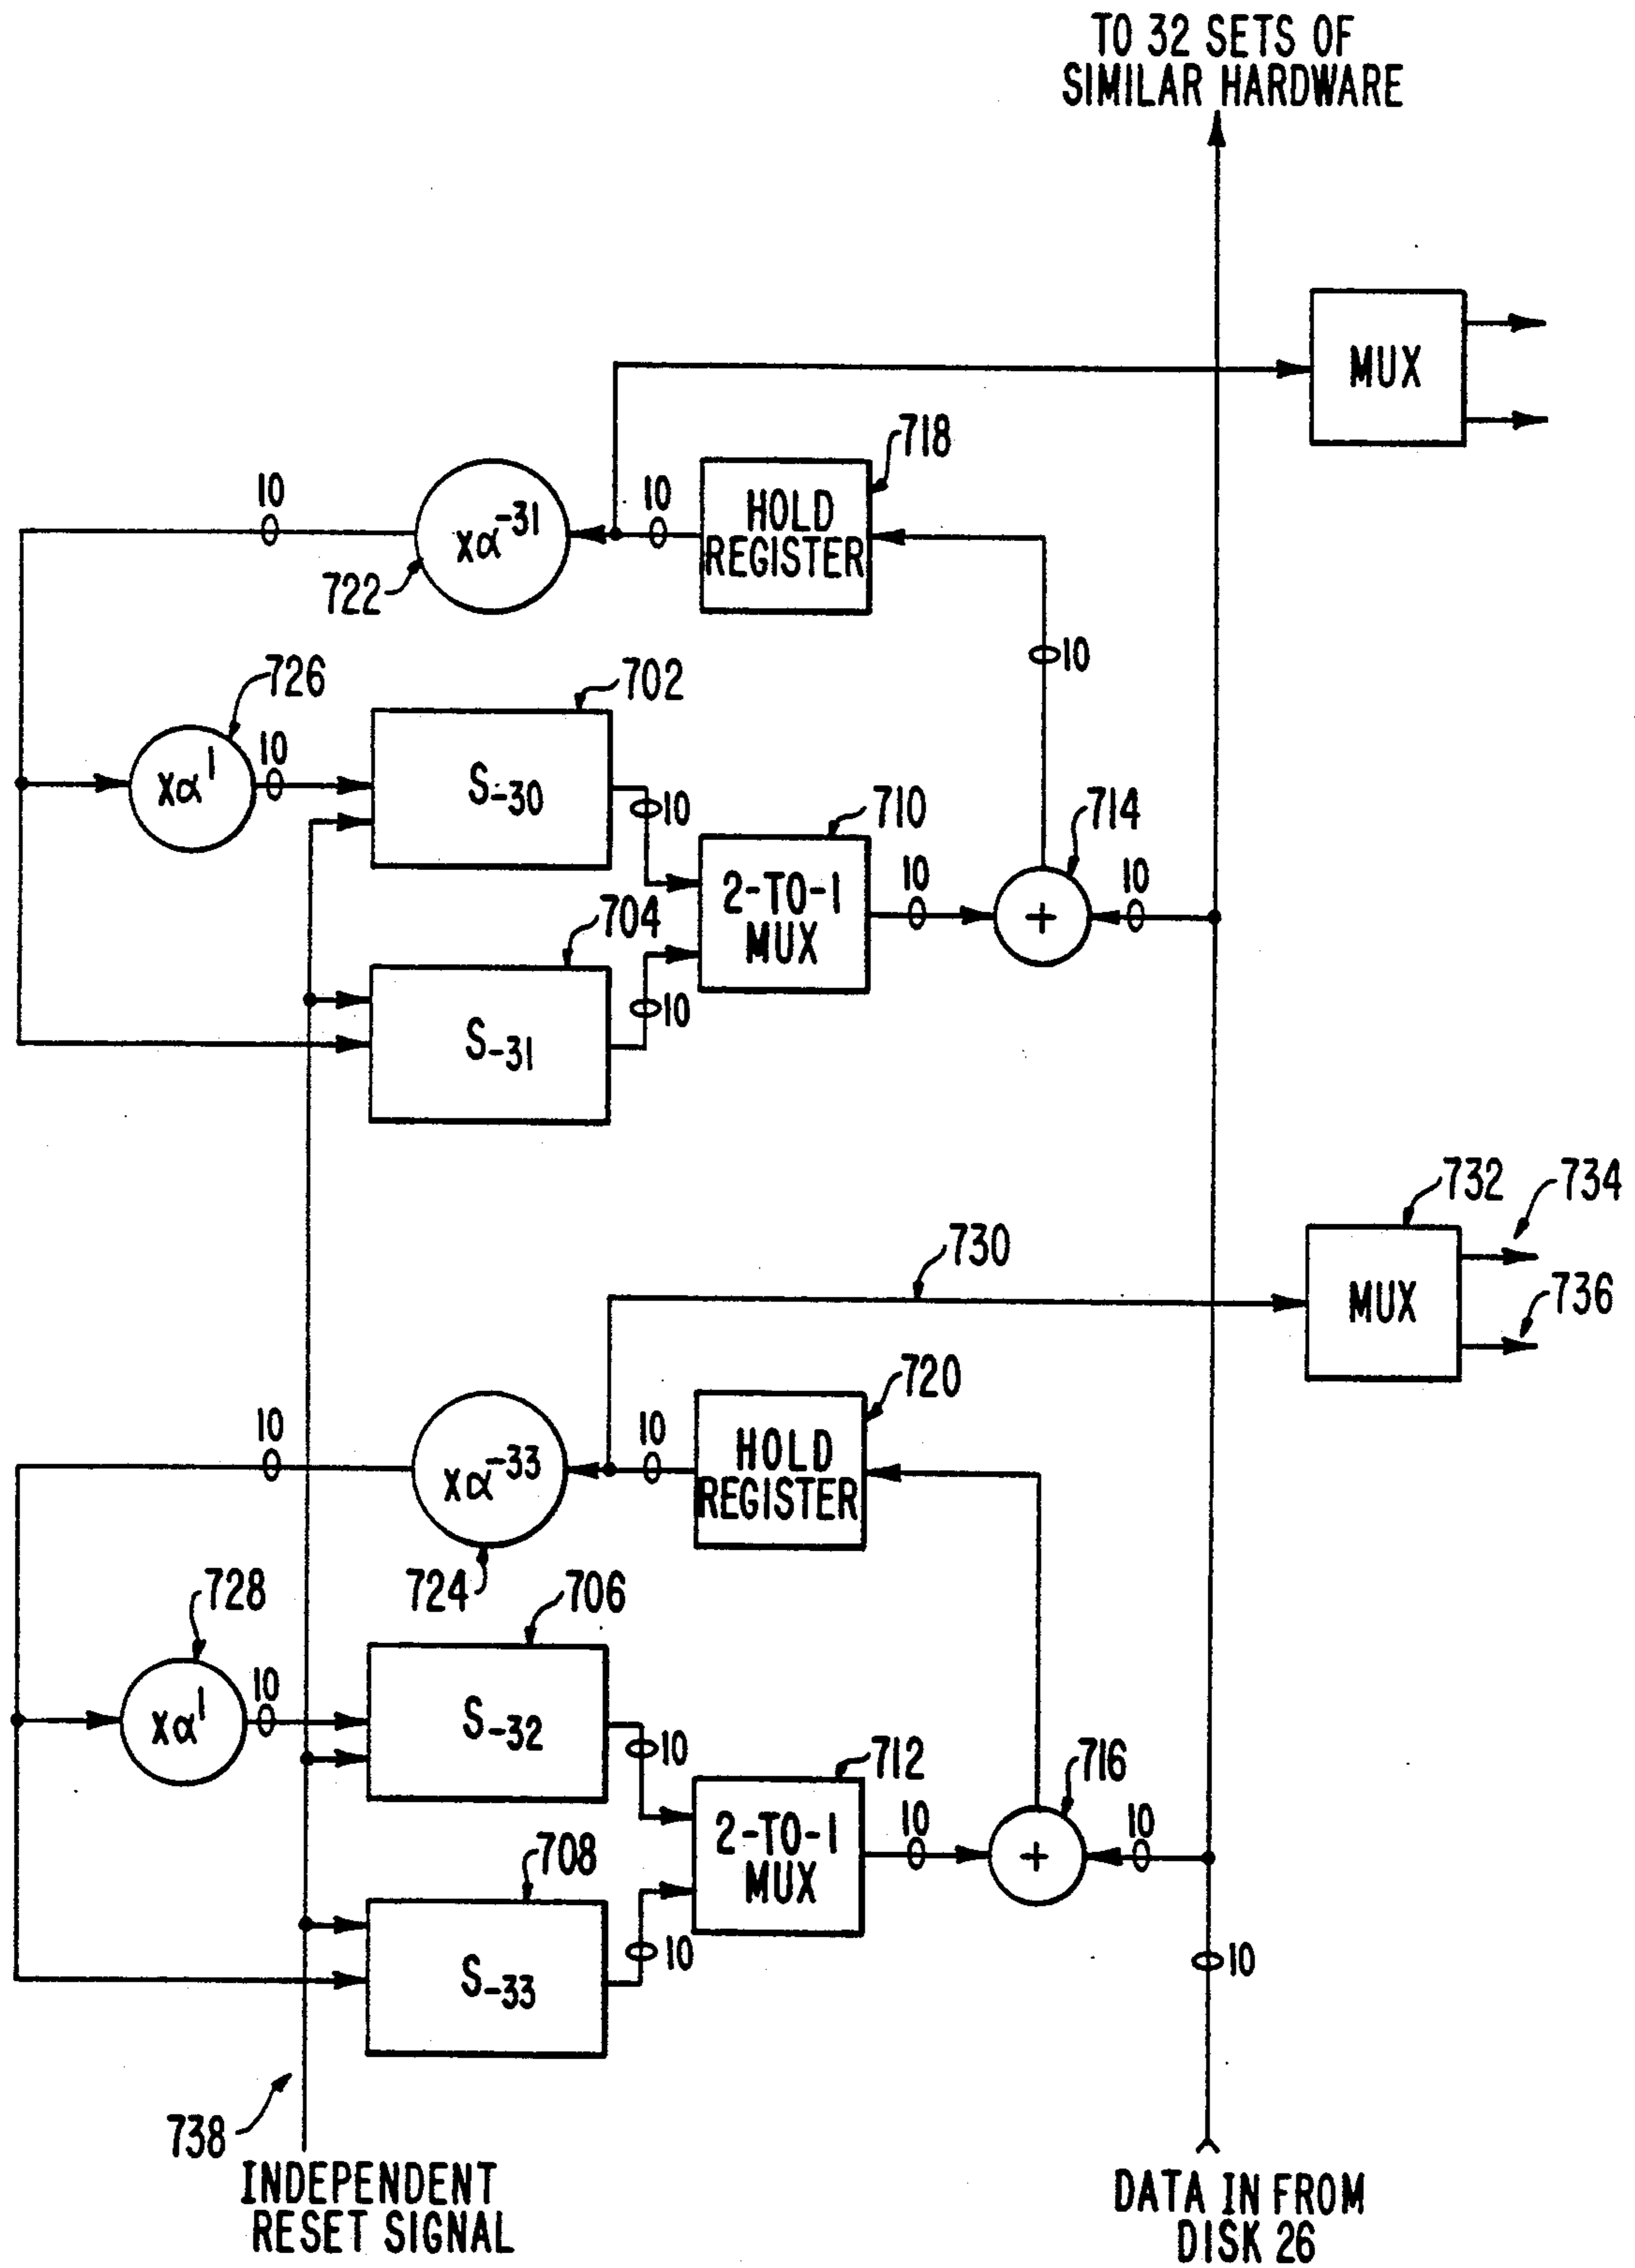 TO 32 SETS OF
SIMILAR HARDWARE
MUX
718
10
10
HOLD
REGISTER
xα⁻³¹
722
10
726
702
10
xα¹
S₋₃₀
10
710
714
704
2-TO-1
MUX
10
+
10
S₋₃₁
10
732
734
730
MUX
736
720
10
10
HOLD
REGISTER
xα⁻³³
724
728
706
10
xα¹
S₋₃₂
10
712
716
708
2-TO-1
MUX
10
+
10
S₋₃₃
10
10
738
INDEPENDENT
RESET SIGNAL
DATA IN FROM
DISK 26